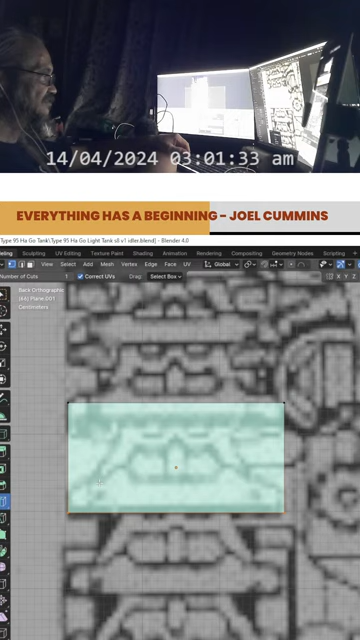 14/04/2024 03:01:33 am
EVERYTHING HAS A BEGINNING - JOEL CUMMINS
Type 95 Ha Go Tank\Type 95 Ha Go Light Tank sll v1 idler.blend] - Blender 4.0
Sculpting UV Editing Texture Paint Shading Animation Rendering Compositing Geometry Nodes Scripting
View Select Add Mesh Vertex Edge Face UV Global
Number of Cuts 1 Correct UVs Drag: Select Box X Y Z
Back Orthographic
(66) Plane.001
Centimeters